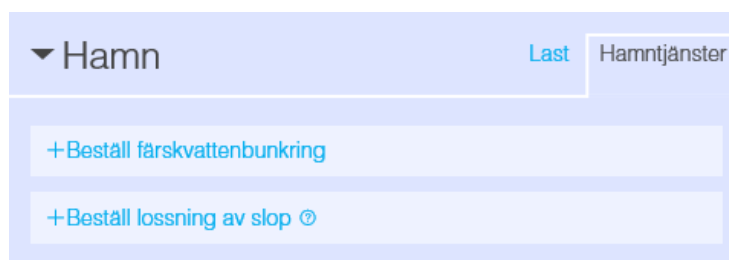 Hamn
Last
Hamntjänster
+Beställ färskvattenbunkring
+Beställ lossning av slop